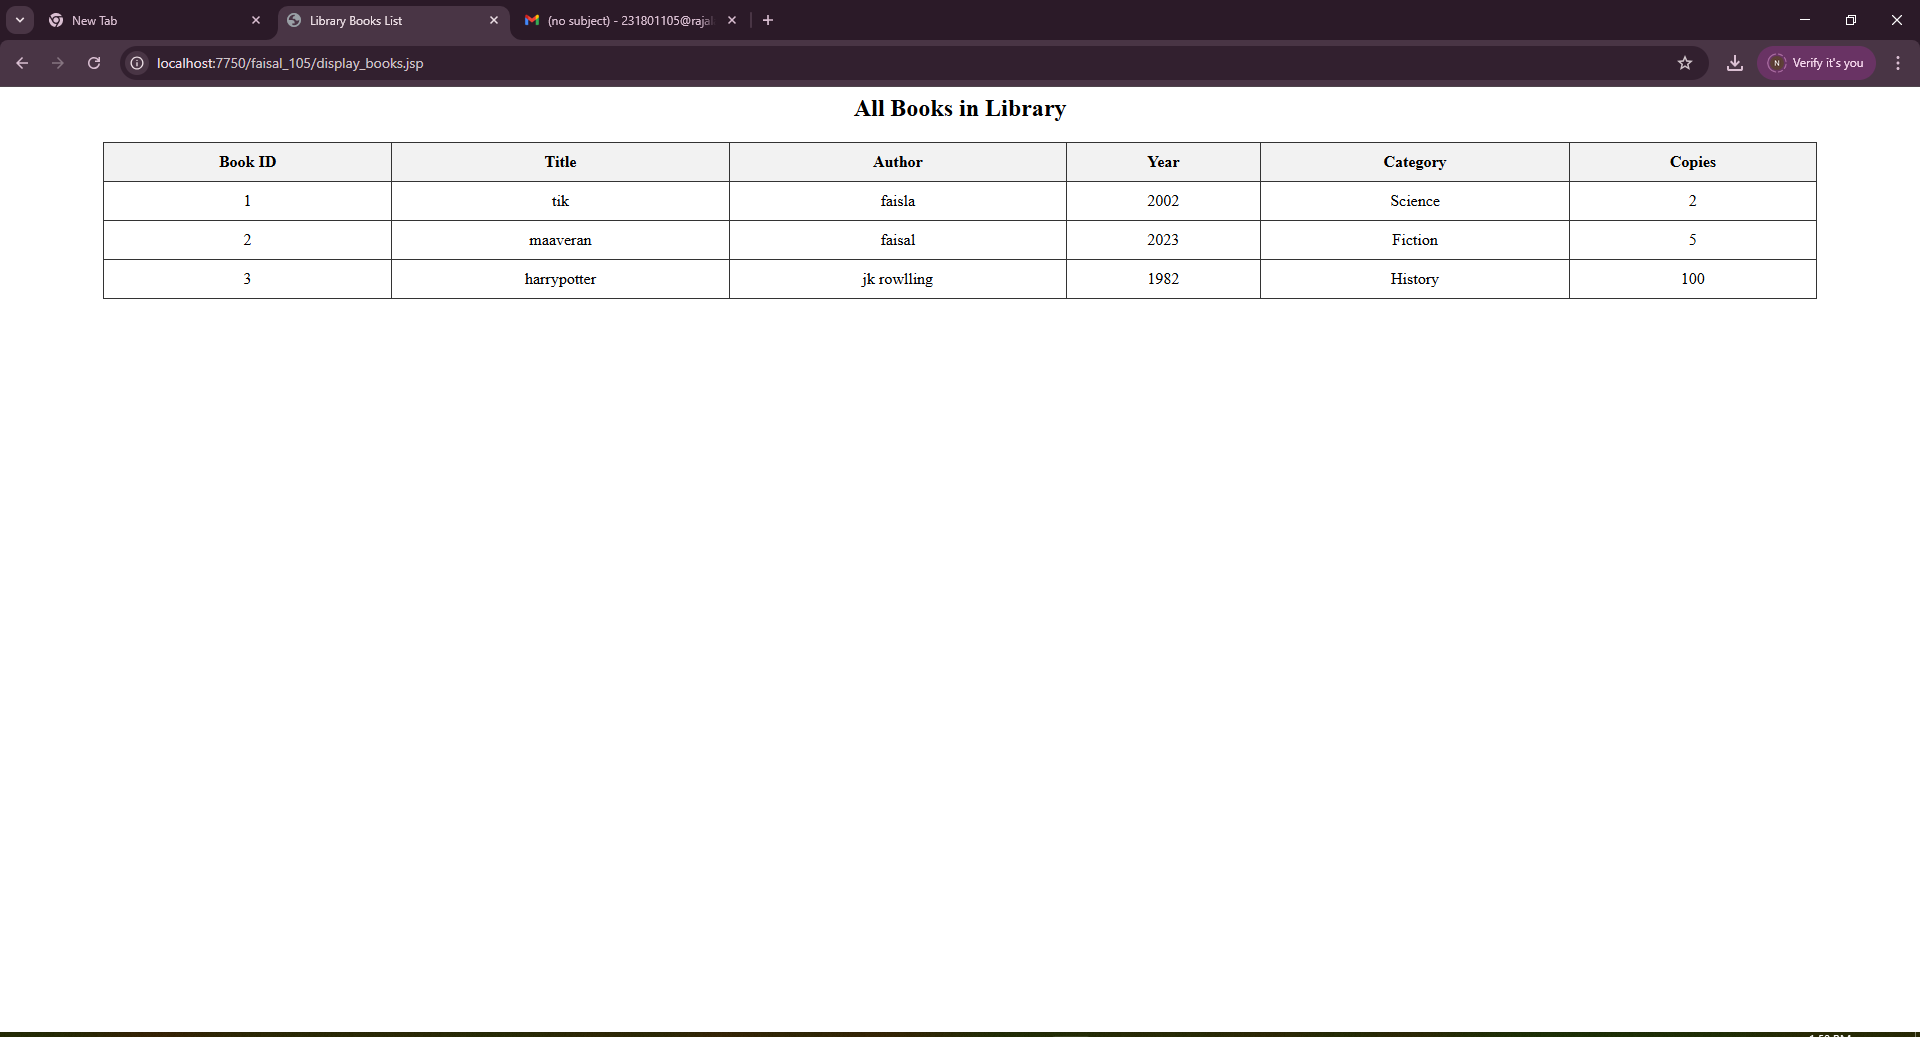 New Tab
Library Books List
(no subject) - 231801105@raja
localhost:7750/faisal_105/display_books.jsp
N
Verify it's you
All Books in Library
Book ID Title Author Year Category Copies
1 tik faisla 2002 Science 2
2 maaveran faisal 2023 Fiction 5
3 harrypotter jk rowlling 1982 History 100